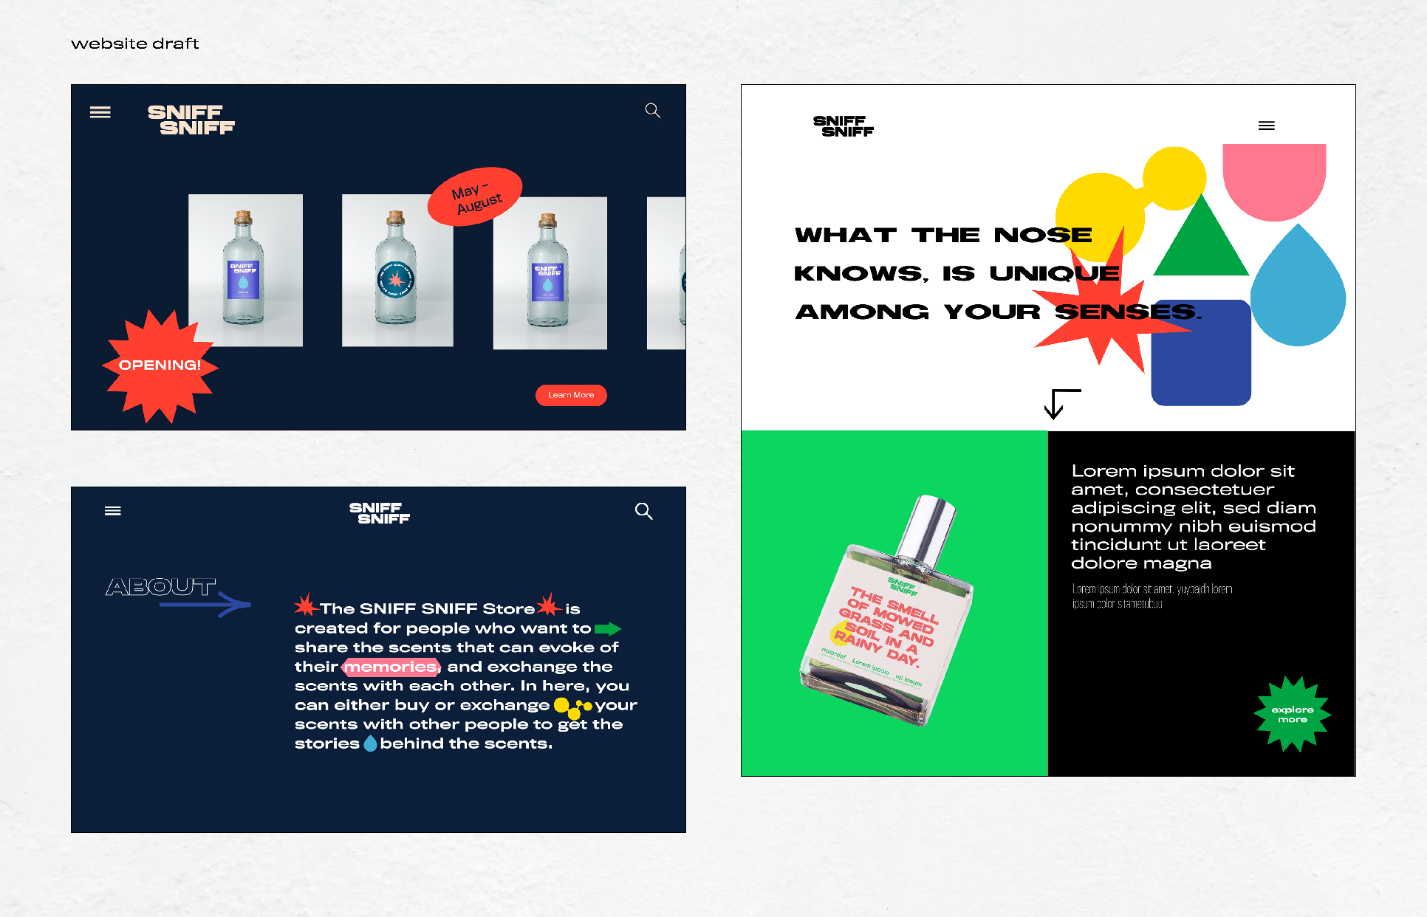 website draft
SNIFF
SNIFF
May –
August
SNIFF
SNIFF
SNIFF
SNIFF
OPENING!
Learn More
SNIFF
SNIFF
ABOUT
The SNIFF SNIFF Store is
created for people who want to
share the scents that can evoke of
their memories, and exchange the
scents with each other. In here, you
can either buy or exchange your
scents with other people to get the
stories behind the scents.
SNIFF
SNIFF
WHAT THE NOSE
KNOWS, IS UNIQUE
AMONG YOUR SENSES.
SNIFF
SNIFF
THE SMELL
OF MOWED
GRASS AND
SOIL IN A
RAINY DAY.
Lorem ipsum
Lorem ipsum dolor sit
amet, consectetuer
adipiscing elit, sed diam
nonummy nibh euismod
tincidunt ut laoreet
dolore magna
Lorem ipsum dolor sit amet,
explore
more